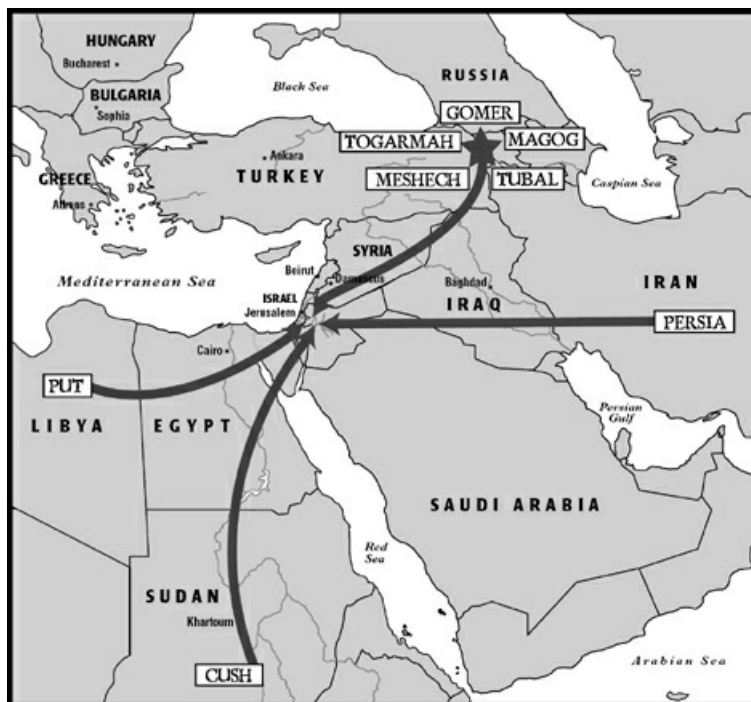 HUNGARY
Bucharest
BULGARIA
Sophia
Black Sea
RUSSIA
GOMER
TOGARMAH
MAGOG
MESHECH
TUBAL
Ankara
TURKEY
GREECE
Athens
Caspian Sea
Mediterranean Sea
SYRIA
Beirut
Damascus
ISRAEL
Jerusalem
Baghdad
IRAQ
IRAN
PERSIA
Cairo
PUT
LIBYA
EGYPT
Persian
Gulf
SAUDI ARABIA
Red
Sea
SUDAN
Khartoum
CUSH
Arabian Sea